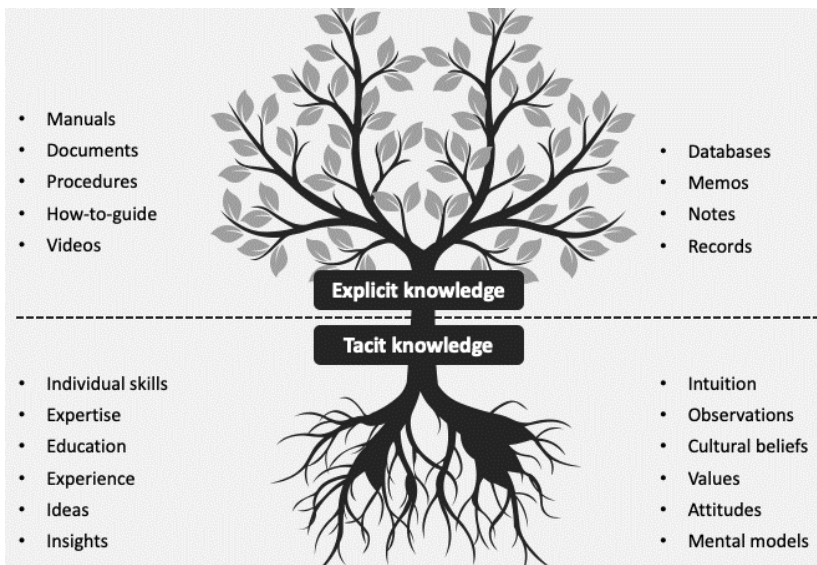 Manuals
Documents
Procedures
How-to-guide
Videos
Databases
Memos
Notes
Records
Explicit knowledge
Tacit knowledge
Individual skills
Expertise
Education
Experience
Ideas
Insights
Intuition
Observations
Cultural beliefs
Values
Attitudes
Mental models